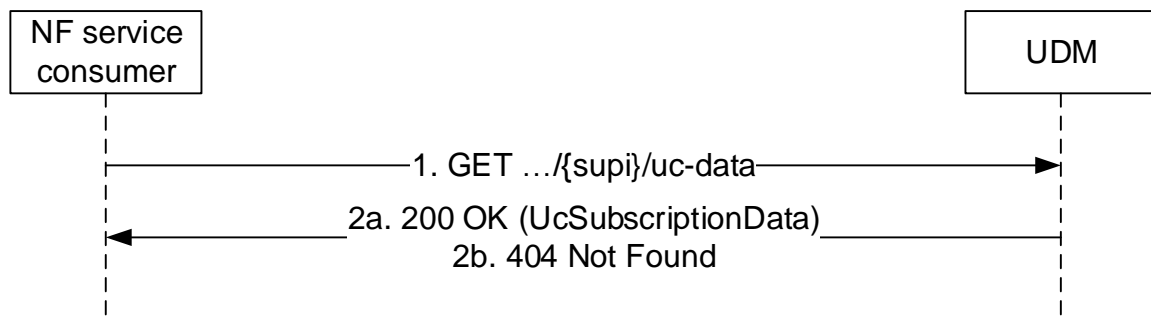 NF service
consumer
UDM
1. GET …/{supi}/uc-data
2a. 200 OK (UcSubscriptionData)
2b. 404 Not Found